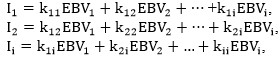 I₁ = k₁₁EBV₁ + k₁₂EBV₂ + ⋯ +k₁ᵢEBVᵢ,
I₂ = k₁₂EBV₁ + k₂₂EBV₂ + ⋯ + k₂ᵢEBVᵢ,
Iᵢ = k₁ᵢEBV₁ + k₂ᵢEBV₂ + …+ kᵢᵢEBVᵢ,